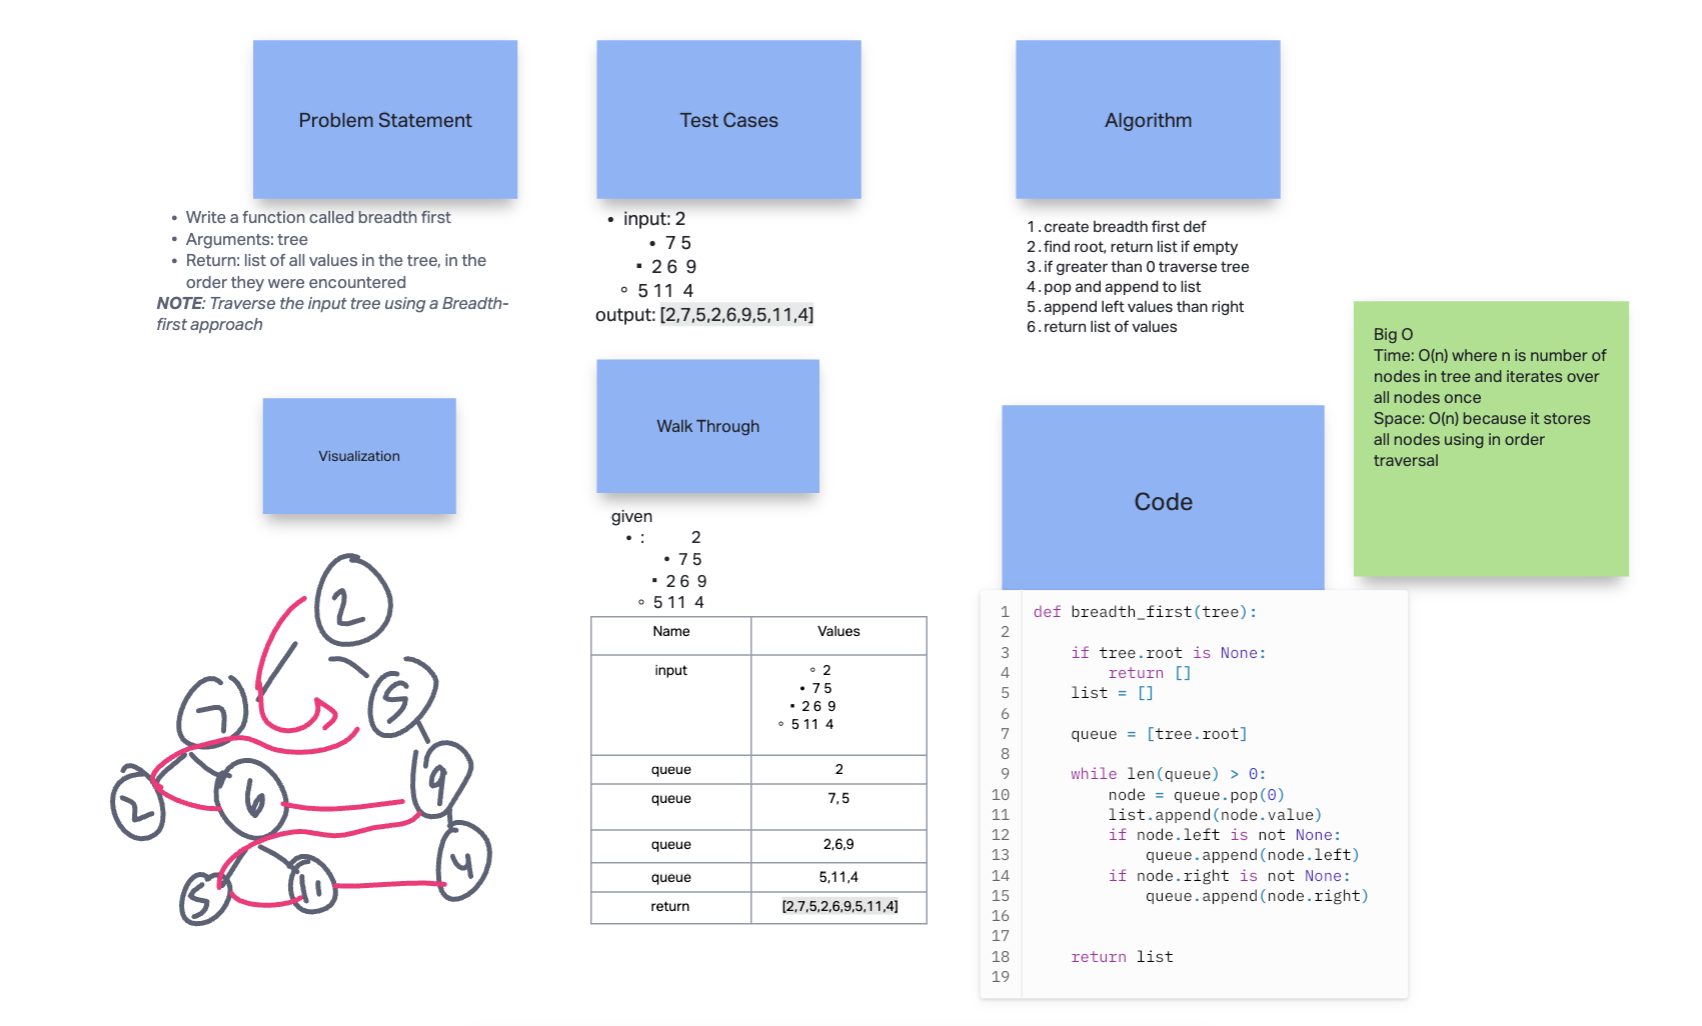 Problem Statement
• Write a function called breadth first
• Arguments: tree
• Return: list of all values in the tree, in the
order they were encountered
NOTE: Traverse the input tree using a Breadth-
first approach
Visualization
2
7
5
2
6
9
5
11
4
Test Cases
• input: 2
• 7 5
▪ 2 6 9
◦ 5 11 4
output: [2,7,5,2,6,9,5,11,4]
Walk Through
given
• : 2
• 7 5
▪ 2 6 9
◦ 5 11 4
Name Values
input ◦ 2
• 7 5
▪ 2 6 9
◦ 5 11 4
queue 2
queue 7, 5
queue 2,6,9
queue 5,11,4
return [2,7,5,2,6,9,5,11,4]
Algorithm
1. create breadth first def
2. find root, return list if empty
3. if greater than 0 traverse tree
4. pop and append to list
5. append left values than right
6. return list of values
Big O
Time: O(n) where n is number of
nodes in tree and iterates over
all nodes once
Space: O(n) because it stores
all nodes using in order
traversal
Code
1 def breadth_first(tree):
2
3     if tree.root is None:
4         return []
5     list = []
6
7     queue = [tree.root]
8
9     while len(queue) > 0:
10         node = queue.pop(0)
11         list.append(node.value)
12         if node.left is not None:
13             queue.append(node.left)
14         if node.right is not None:
15             queue.append(node.right)
16
17
18     return list
19